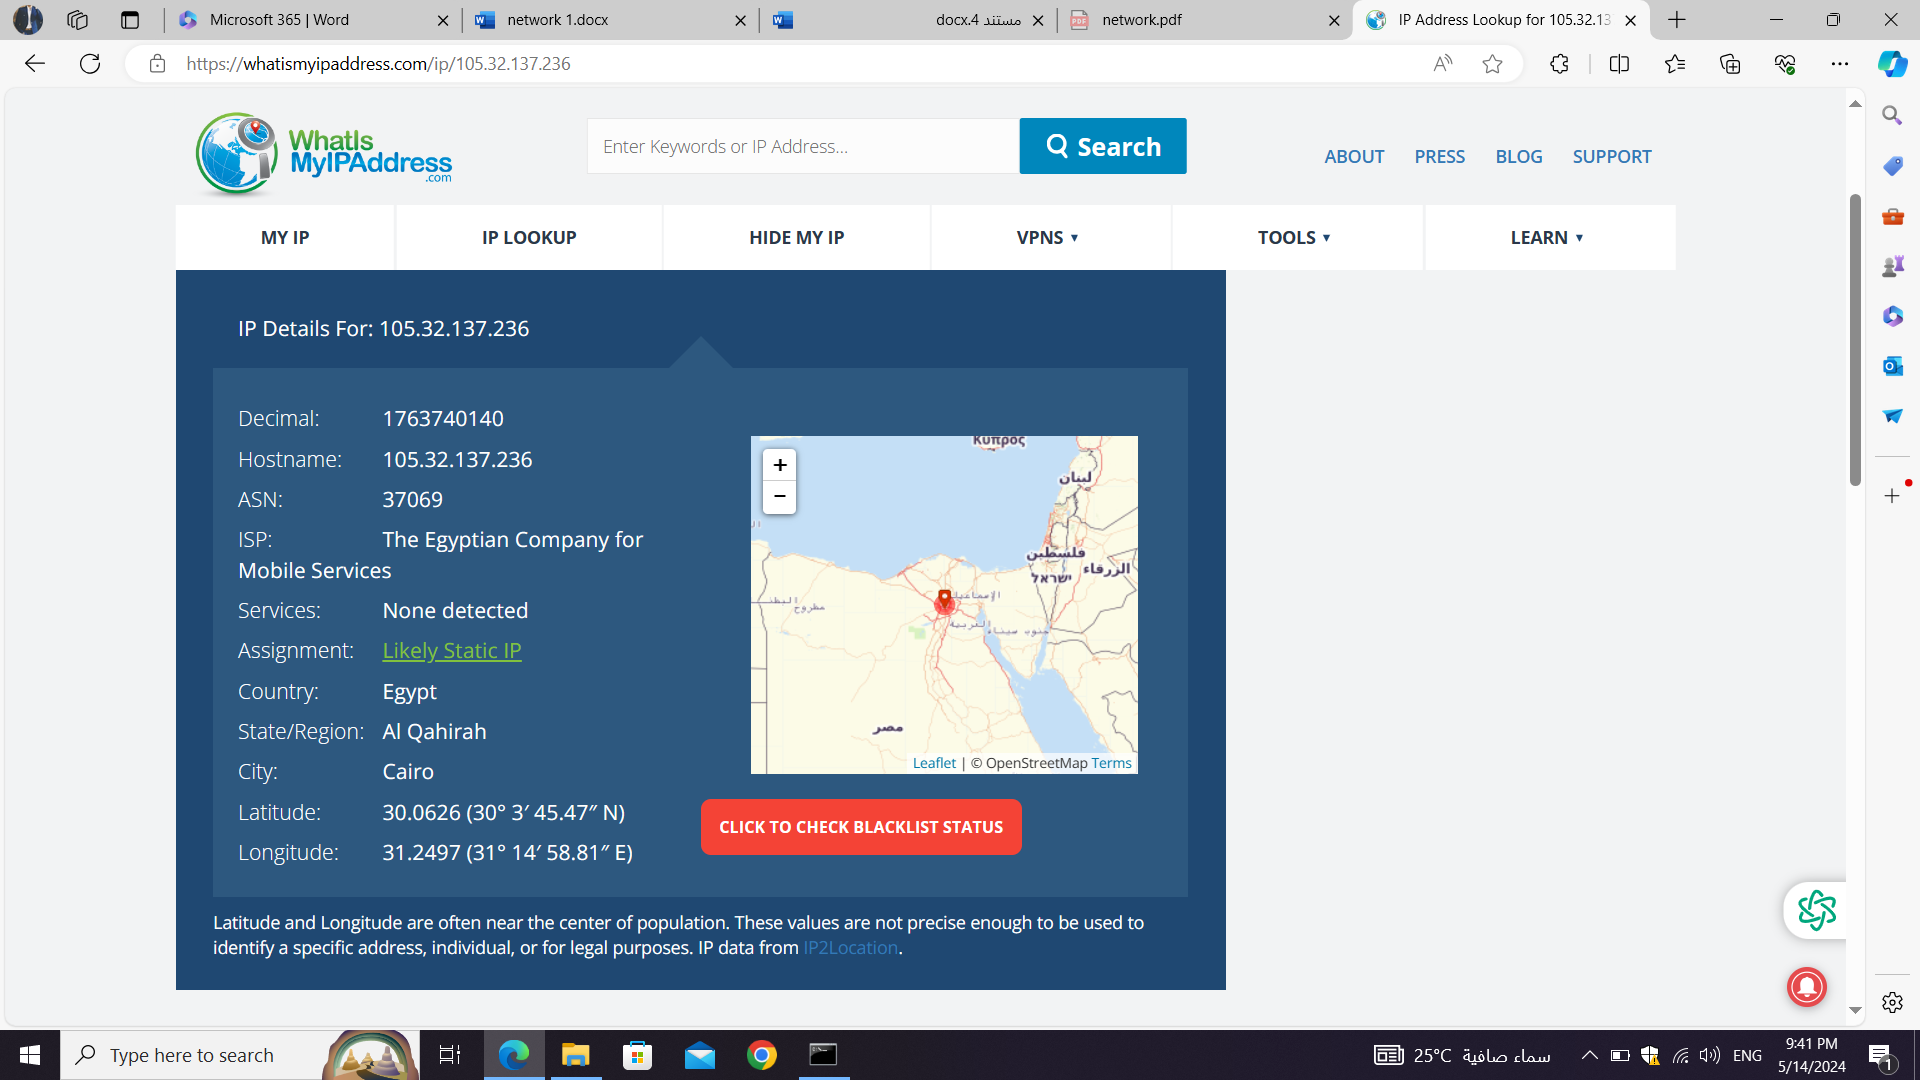 Microsoft 365 | Word
network 1.docx
مستند 4.docx
network.pdf
IP Address Lookup for 105.32.13
https://whatismyipaddress.com/ip/105.32.137.236
WhatIs
MyIPAddress
.com
Enter Keywords or IP Address...
Search
ABOUT
PRESS
BLOG
SUPPORT
MY IP
IP LOOKUP
HIDE MY IP
VPNS ▼
TOOLS ▼
LEARN ▼
IP Details For: 105.32.137.236
Decimal: 1763740140
Hostname: 105.32.137.236
ASN: 37069
ISP: The Egyptian Company for
Mobile Services
Services: None detected
Assignment: Likely Static IP
Country: Egypt
State/Region: Al Qahirah
City: Cairo
Latitude: 30.0626 (30° 3′ 45.47″ N)
Longitude: 31.2497 (31° 14′ 58.81″ E)
+
−
Κύπρος
لبنان
فلسطين
ישראל
الزرقاء
الإسماعيلية
مطروح
جنوب سيناء
مصر
Leaflet | © OpenStreetMap Terms
CLICK TO CHECK BLACKLIST STATUS
Latitude and Longitude are often near the center of population. These values are not precise enough to be used to
identify a specific address, individual, or for legal purposes. IP data from IP2Location.
Type here to search
25°C سماء صافية
ENG
9:41 PM
5/14/2024
1